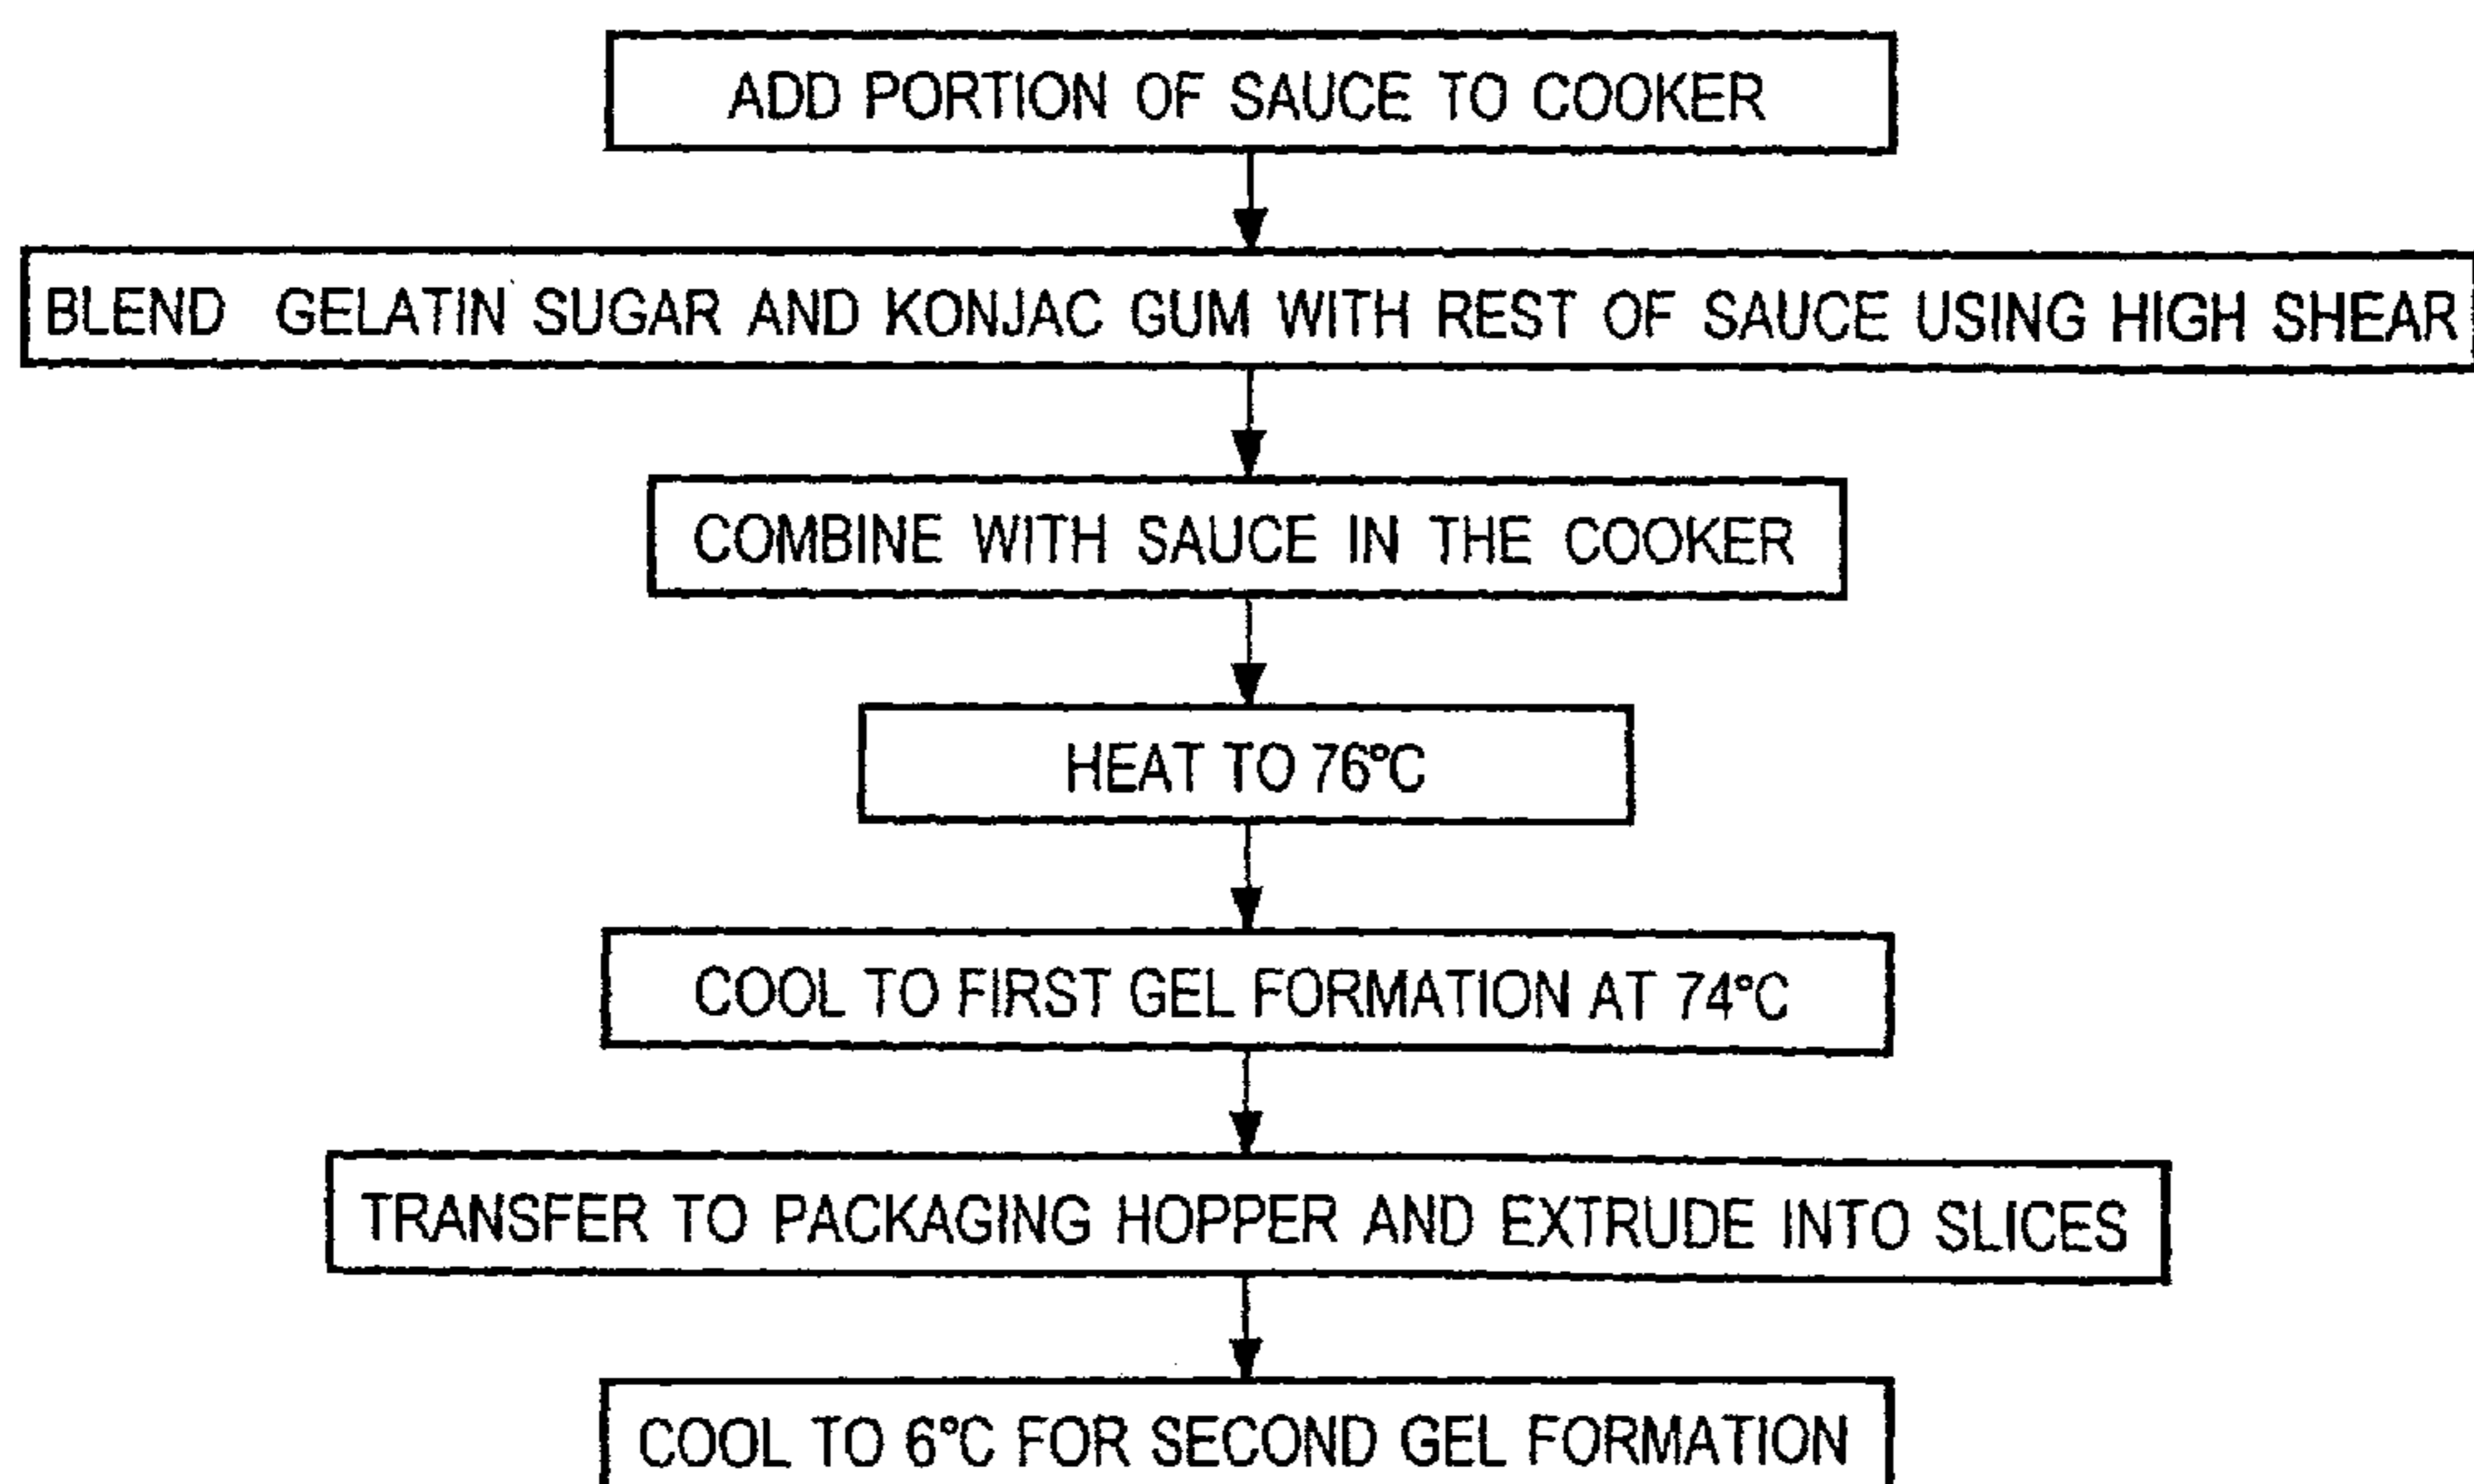 ADD PORTION OF SAUCE TO COOKER
BLEND GELATIN SUGAR AND KONJAC GUM WITH REST OF SAUCE USING HIGH SHEAR
COMBINE WITH SAUCE IN THE COOKER
HEAT TO 76°C
COOL TO FIRST GEL FORMATION AT 74°C
TRANSFER TO PACKAGING HOPPER AND EXTRUDE INTO SLICES
COOL TO 6°C FOR SECOND GEL FORMATION